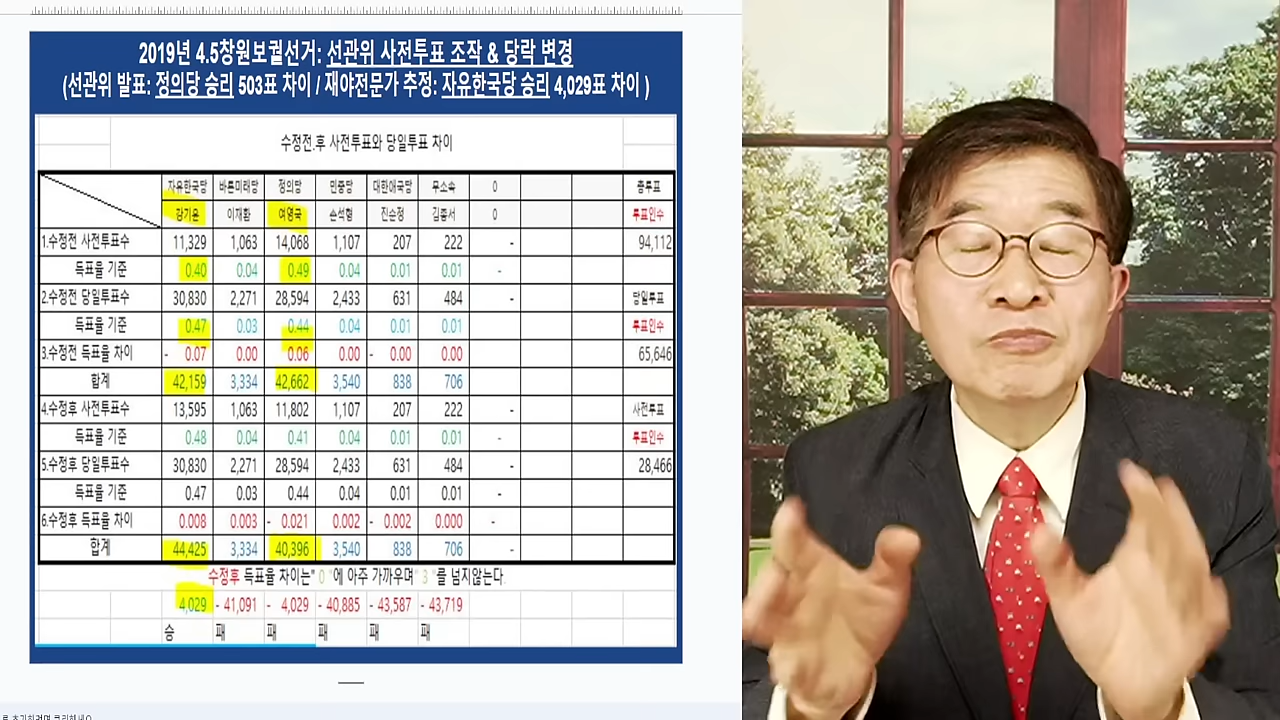 2019년 4.5창원보궐선거: 선관위 사전투표 조작 & 당락 변경
(선관위 발표: 정의당 승리 503표 차이 / 재야전문가 추정: 자유한국당 승리 4,029표 차이 )
수정전.후 사전투표와 당일투표 차이
자유한국당 바른미래당 정의당 민중당 대한애국당 무소속 0 총투표
강기윤 이재환 여영국 손석형 진순정 김종서 0 투표인수
1.수정전 사전투표수 11,329 1,063 14,068 1,107 207 222 - 94,112
득표율 기준 0.40 0.04 0.49 0.04 0.01 0.01 -
2.수정전 당일투표수 30,830 2,271 28,594 2,433 631 484 - 당일투표
득표율 기준 0.47 0.03 0.44 0.04 0.01 0.01 - 투표인수
3.수정전 득표율 차이 - 0.07 0.00 0.06 0.00 - 0.00 0.00 65,646
합계 42,159 3,334 42,662 3,540 838 706 -
4.수정후 사전투표수 13,595 1,063 11,802 1,107 207 222 - 사전투표
득표율 기준 0.48 0.04 0.41 0.04 0.01 0.01 - 투표인수
5.수정후 당일투표수 30,830 2,271 28,594 2,433 631 484 - 28,466
득표율 기준 0.47 0.03 0.44 0.04 0.01 0.01 -
6.수정후 득표율 차이 0.008 0.003 - 0.021 0.002 - 0.002 0.000 -
합계 44,425 3,334 40,396 3,540 838 706 -
수정후 득표율 차이는" 0 "에 아주 가까우며" 3 "를 넘지않는다.
4,029 - 41,091 - 4,029 - 40,885 - 43,587 - 43,719
승 패 패 패 패 패